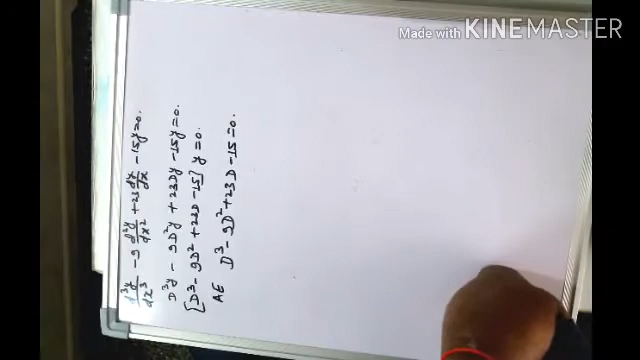 Made with KINEMASTER
d³y/dx³ - 9 d²y/dx² + 23 dy/dx - 15y = 0.
D³y - 9D²y + 23Dy - 15y = 0.
[D³ - 9D² + 23D - 15] y = 0.
AE D³ - 9D² + 23D - 15 = 0.